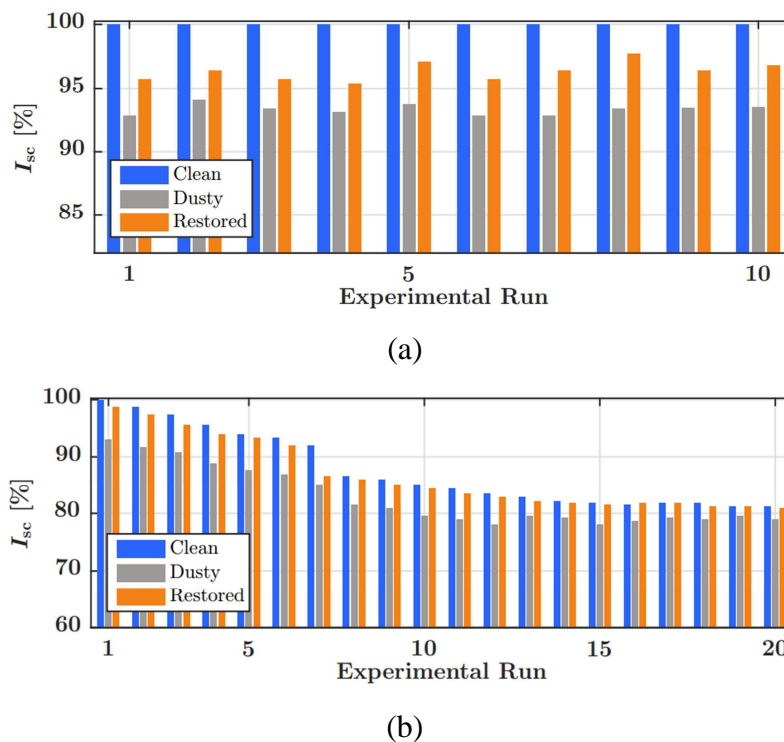 100
95
90
85
I_sc [%]
Clean
Dusty
Restored
1 5 10
Experimental Run
(a)
100
90
80
70
60
I_sc [%]
Clean
Dusty
Restored
1 5 10 15 20
Experimental Run
(b)